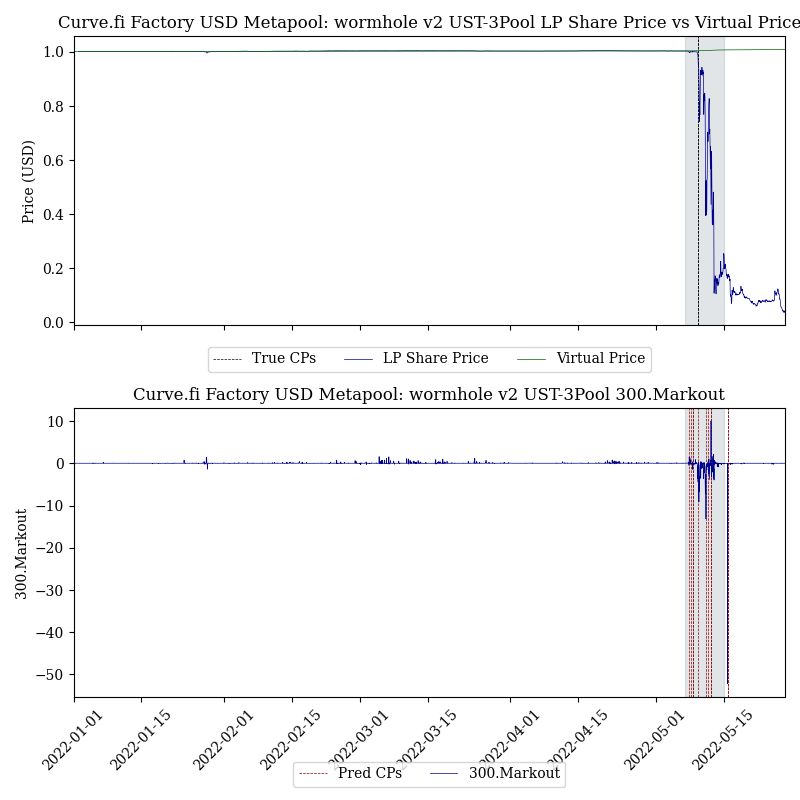 Curve.fi Factory USD Metapool: wormhole v2 UST-3Pool LP Share Price vs Virtual Price
1.0
0.8
0.6
0.4
0.2
0.0
Price (USD)
True CPs LP Share Price Virtual Price
Curve.fi Factory USD Metapool: wormhole v2 UST-3Pool 300.Markout
10
0
−10
−20
−30
−40
−50
300.Markout
2022-01-01 2022-01-15 2022-02-01 2022-02-15 2022-03-01 2022-03-15 2022-04-01 2022-04-15 2022-05-01 2022-05-15
Pred CPs 300.Markout